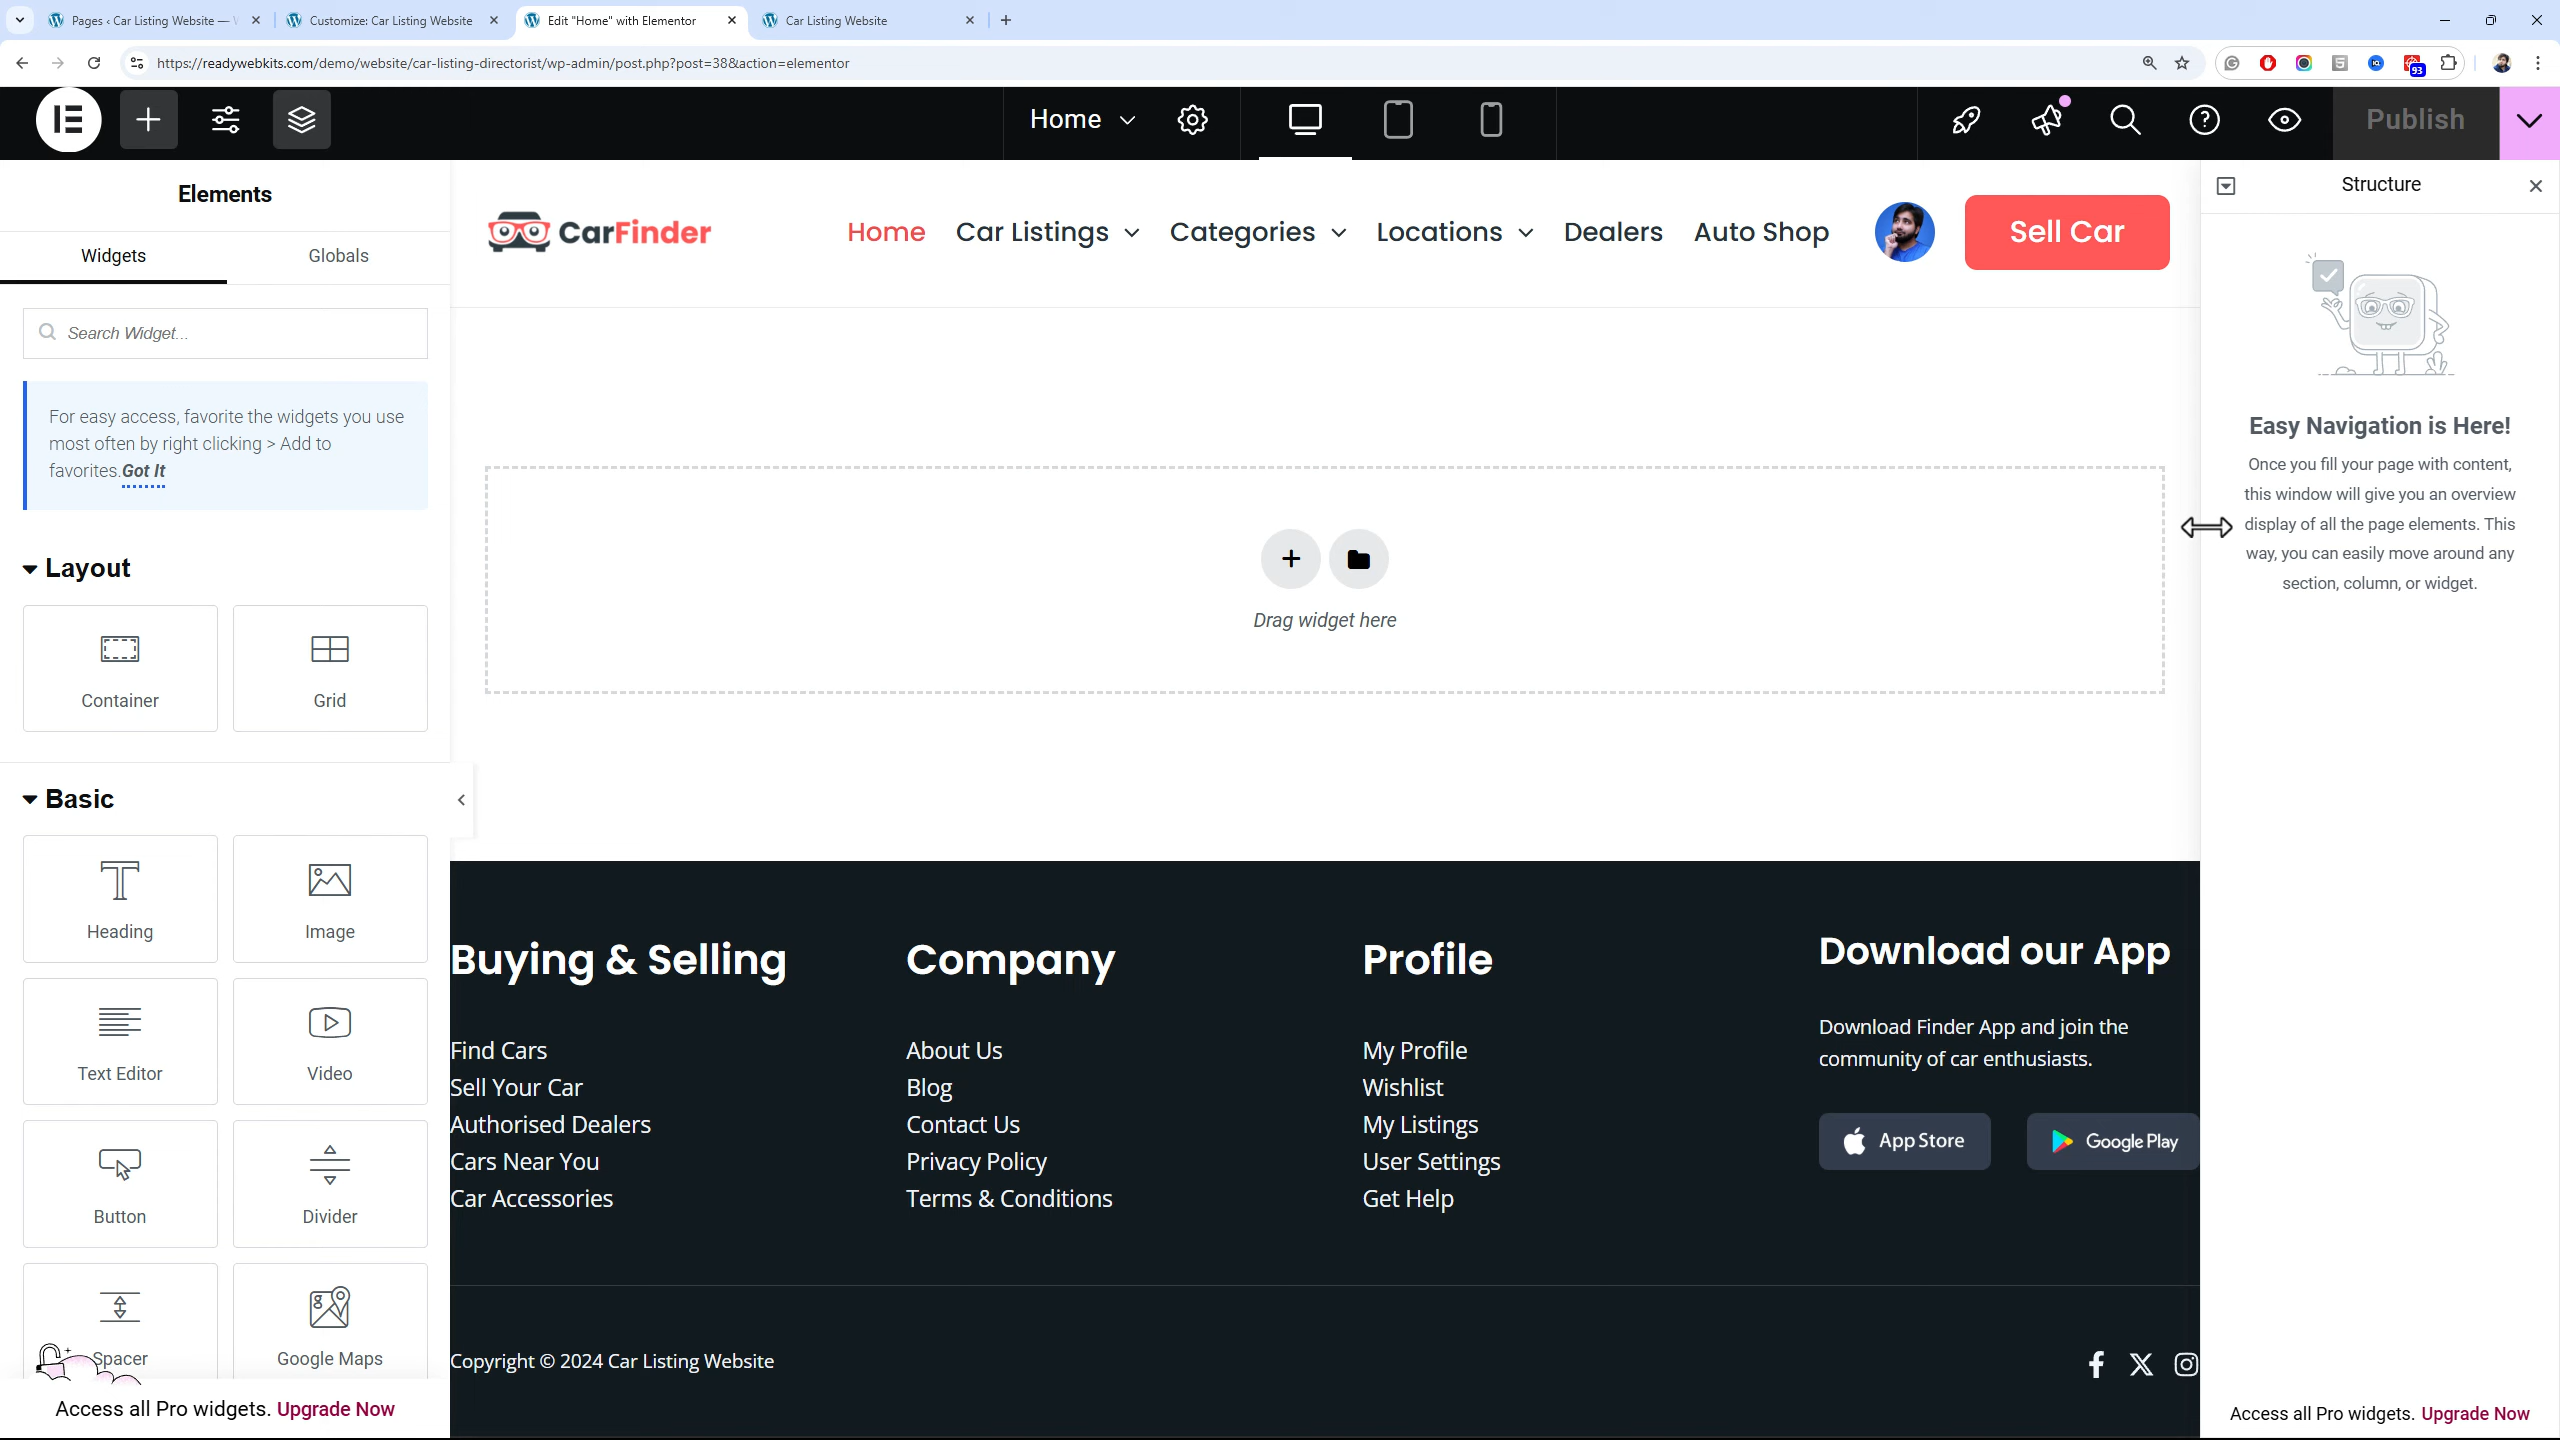 Pages ‹ Car Listing Website —
Customize: Car Listing Website
Edit "Home" with Elementor
Car Listing Website
https://readywebkits.com/demo/website/car-listing-directorist/wp-admin/post.php?post=38&action=elementor
93
Home
Publish
Elements
Widgets
Globals
Search Widget...
For easy access, favorite the widgets you use
most often by right clicking > Add to
favorites.Got It
Layout
Container
Grid
Basic
Heading
Image
Text Editor
Video
Button
Divider
Spacer
Google Maps
Access all Pro widgets. Upgrade Now
CarFinder
Home
Car Listings
Categories
Locations
Dealers
Auto Shop
Sell Car
Drag widget here
Buying & Selling
Find Cars
Sell Your Car
Authorised Dealers
Cars Near You
Car Accessories
Company
About Us
Blog
Contact Us
Privacy Policy
Terms & Conditions
Profile
My Profile
Wishlist
My Listings
User Settings
Get Help
Download our App
Download Finder App and join the
community of car enthusiasts.
App Store
Google Play
Copyright © 2024 Car Listing Website
Structure
Easy Navigation is Here!
Once you fill your page with content,
this window will give you an overview
display of all the page elements. This
way, you can easily move around any
section, column, or widget.
Access all Pro widgets. Upgrade Now